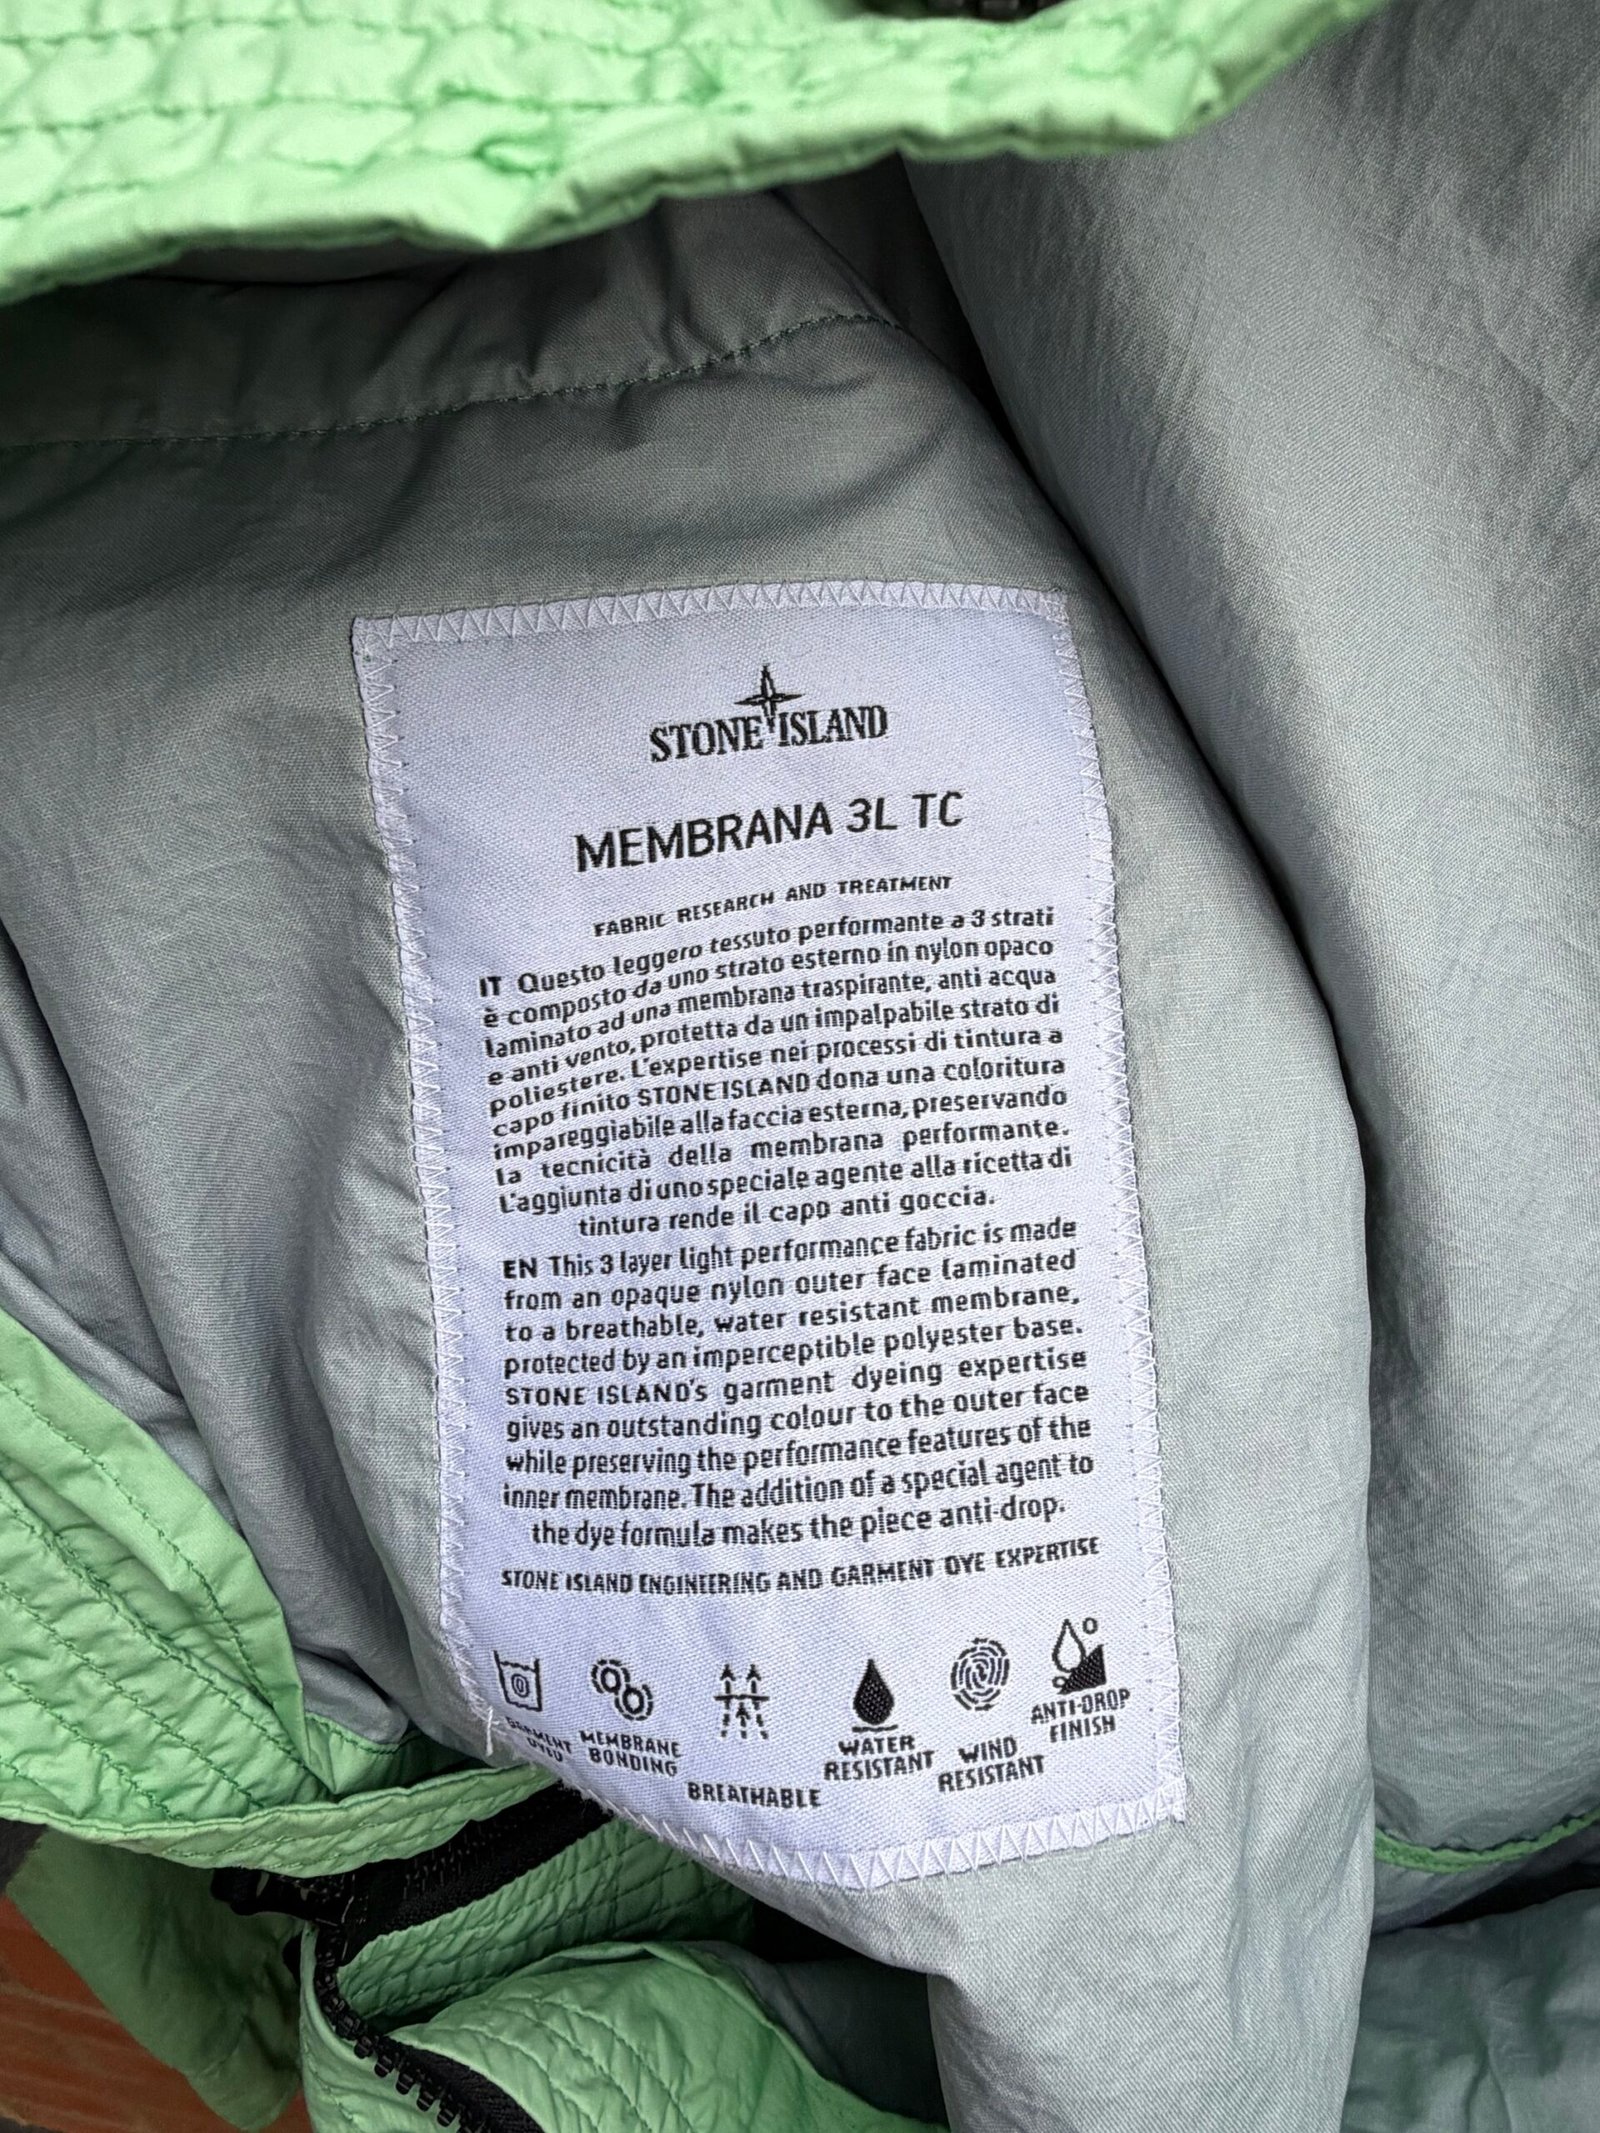 STONE ISLAND
MEMBRANA 3L TC
FABRIC RESEARCH AND TREATMENT
IT Questo leggero tessuto performante a 3 strati
è composto da uno strato esterno in nylon opaco
laminato ad una membrana traspirante, anti acqua
e anti vento, protetta da un impalpabile strato di
poliestere. L'expertise nei processi di tintura a
capo finito STONE ISLAND dona una coloritura
impareggiabile alla faccia esterna, preservando
la tecnicità della membrana performante.
L'aggiunta di uno speciale agente alla ricetta di
tintura rende il capo anti goccia.
EN This 3 layer light performance fabric is made
from an opaque nylon outer face laminated
to a breathable, water resistant membrane,
protected by an imperceptible polyester base.
STONE ISLAND's garment dyeing expertise
gives an outstanding colour to the outer face
while preserving the performance features of the
inner membrane. The addition of a special agent to
the dye formula makes the piece anti-drop.
STONE ISLAND ENGINEERING AND GARMENT DYE EXPERTISE
GARMENT
DYED
MEMBRANE
BONDING
BREATHABLE
WATER
RESISTANT
WIND
RESISTANT
ANTI-DROP
FINISH